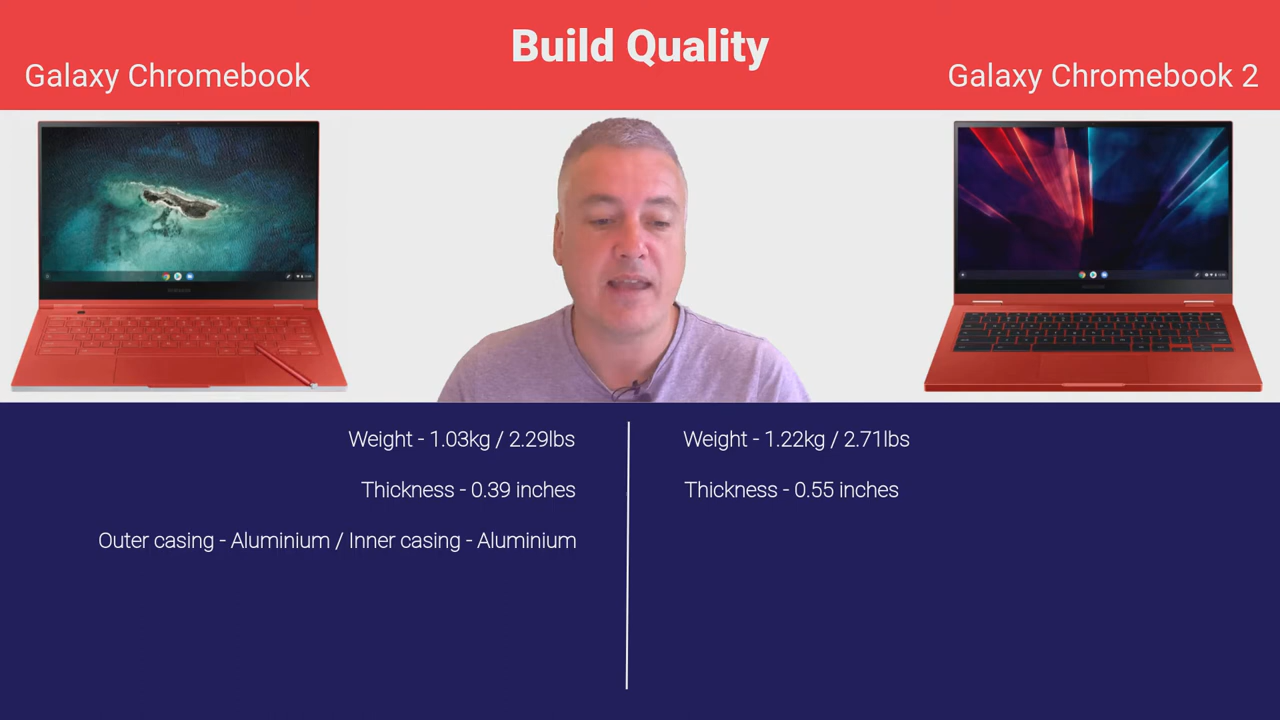 Build Quality
Galaxy Chromebook
Galaxy Chromebook 2
Weight - 1.03kg / 2.29lbs
Weight - 1.22kg / 2.71lbs
Thickness - 0.39 inches
Thickness - 0.55 inches
Outer casing - Aluminium / Inner casing - Aluminium